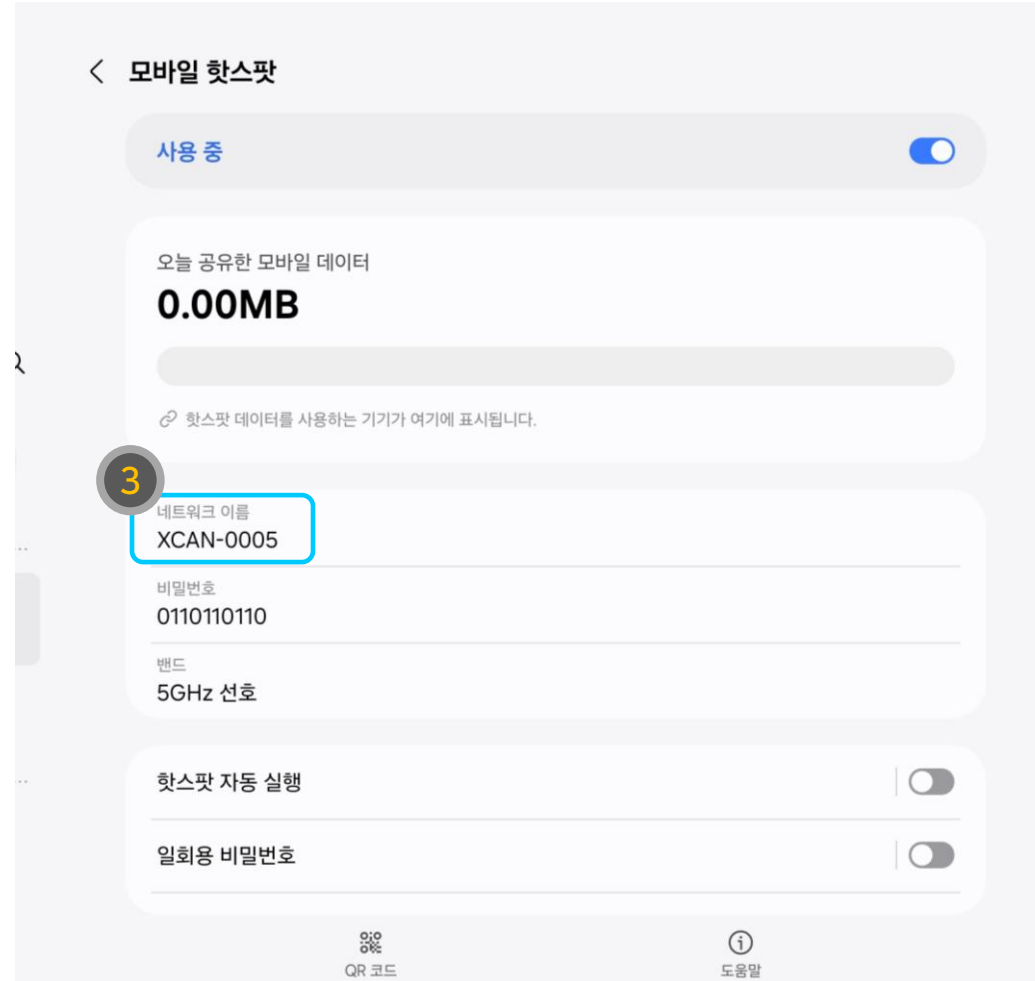 모바일 핫스팟
사용 중
오늘 공유한 모바일 데이터
0.00MB
핫스팟 데이터를 사용하는 기기가 여기에 표시됩니다.
3
네트워크 이름
XCAN-0005
비밀번호
0110110110
밴드
5GHz 선호
핫스팟 자동 실행
일회용 비밀번호
QR 코드
도움말